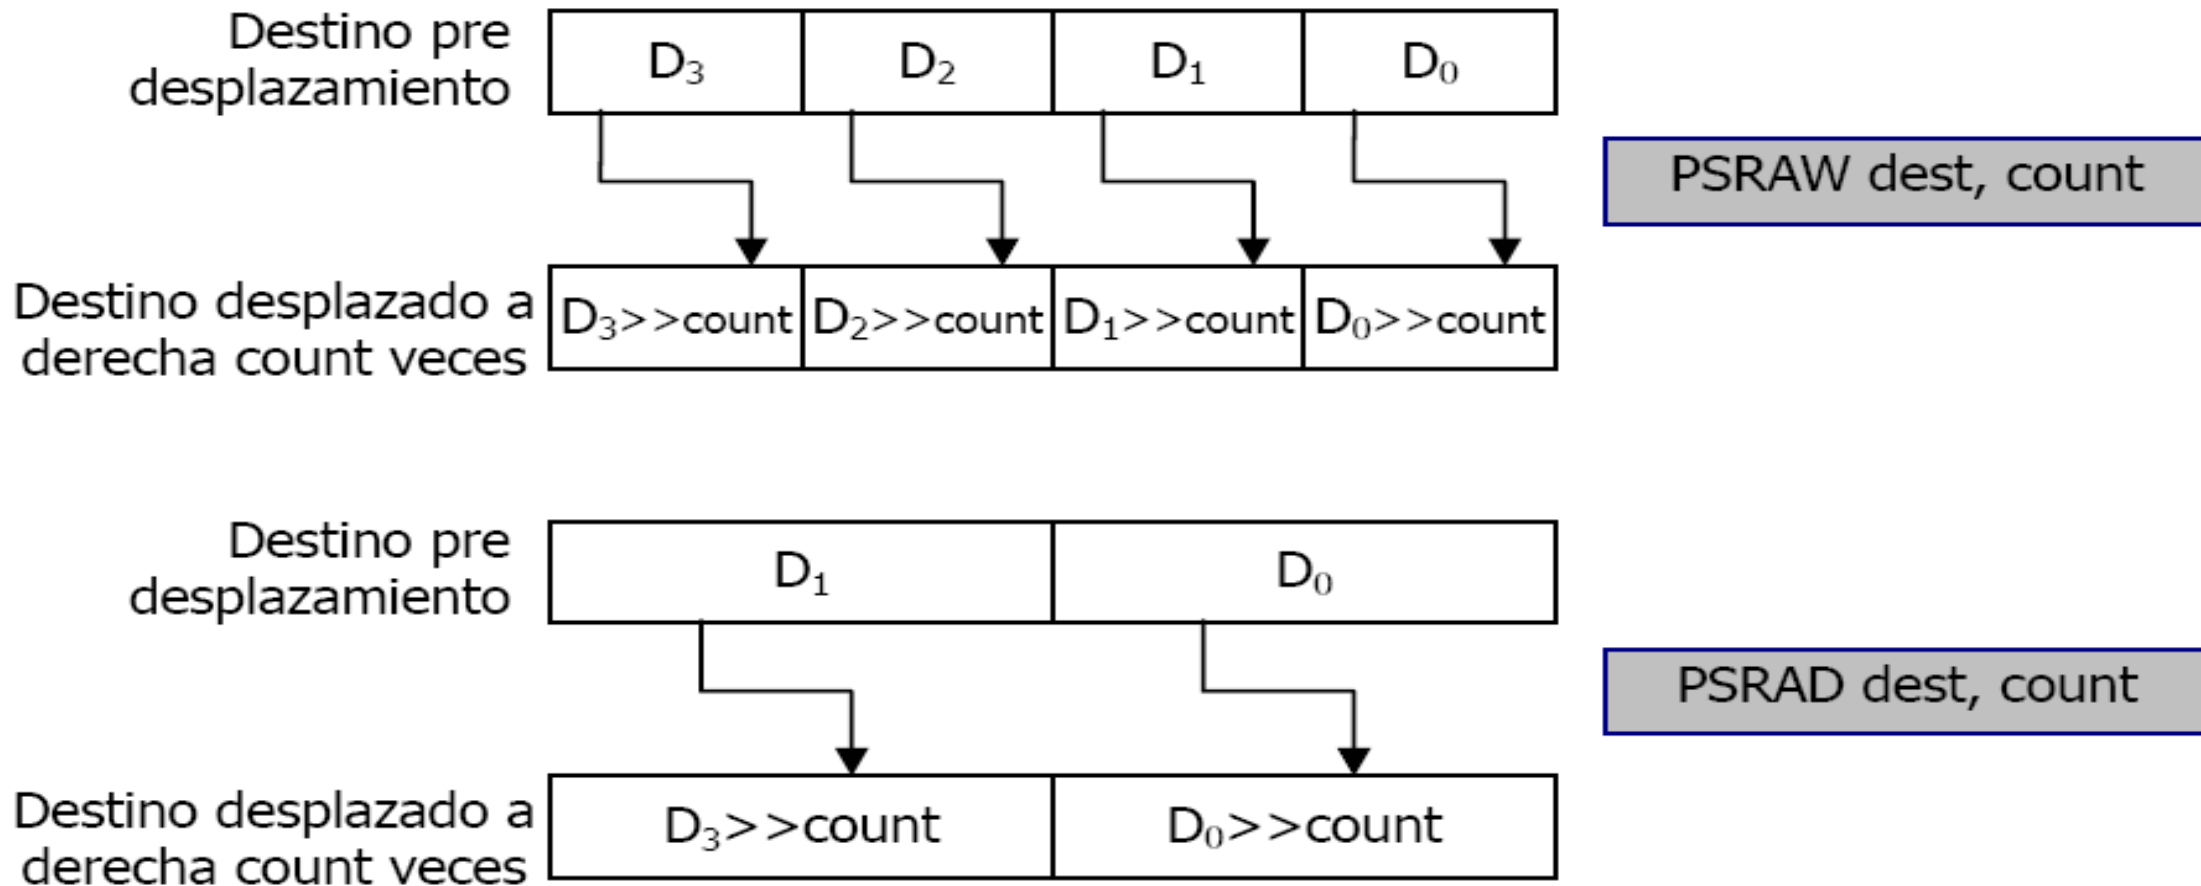 Destino pre
desplazamiento
D₃ D₂ D₁ D₀
PSRAW dest, count
Destino desplazado a
derecha count veces
D₃>>count D₂>>count D₁>>count D₀>>count
Destino pre
desplazamiento
D₁ D₀
PSRAD dest, count
Destino desplazado a
derecha count veces
D₃>>count D₀>>count